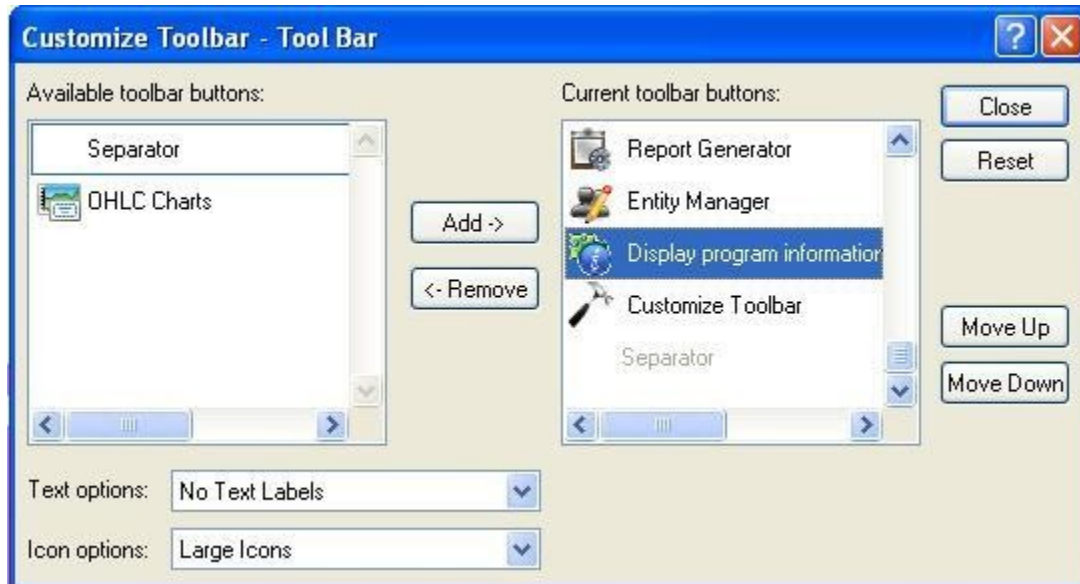 Customize Toolbar - Tool Bar
Available toolbar buttons:
Separator
OHLC Charts
Add ->
<- Remove
Current toolbar buttons:
Report Generator
Entity Manager
Display program information
Customize Toolbar
Separator
Close
Reset
Move Up
Move Down
Text options: No Text Labels
Icon options: Large Icons